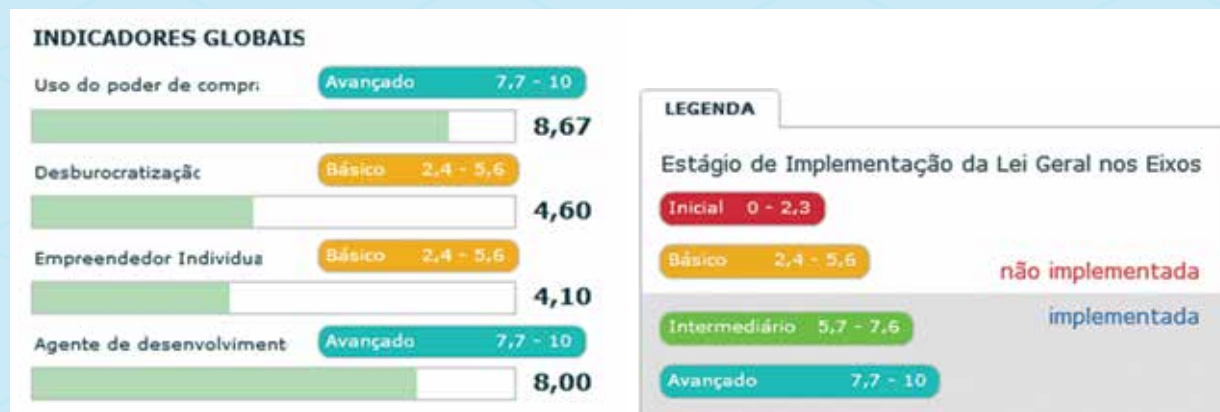 INDICADORES GLOBAIS
Uso do poder de compr
Avançado 7,7 - 10
8,67
Desburocratizaçãc
Básico 2,4 - 5,6
4,60
Empreendedor Individua
Básico 2,4 - 5,6
4,10
Agente de desenvolviment
Avançado 7,7 - 10
8,00
LEGENDA
Estágio de Implementação da Lei Geral nos Eixos
Inicial 0 - 2,3
Básico 2,4 - 5,6
não implementada
implementada
Intermediário 5,7 - 7,6
Avançado 7,7 - 10